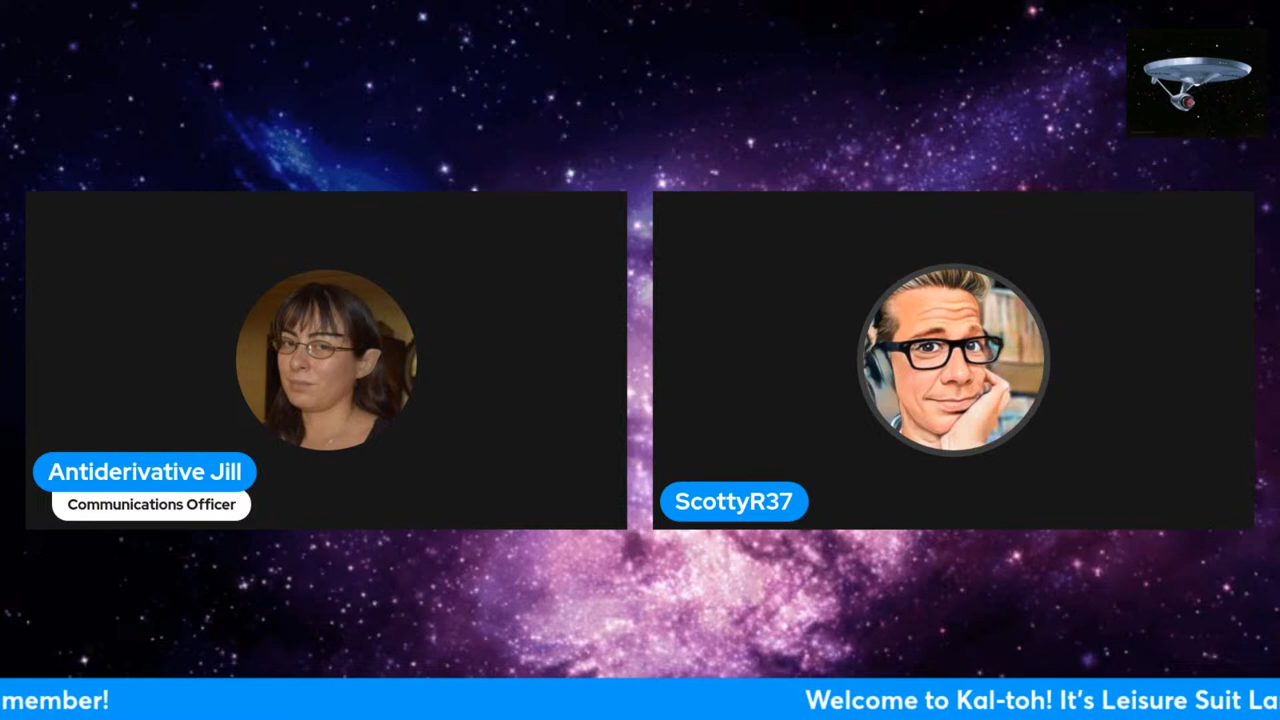 Antiderivative Jill
Communications Officer
ScottyR37
member!
Welcome to Kal-toh! It's Leisure Suit La